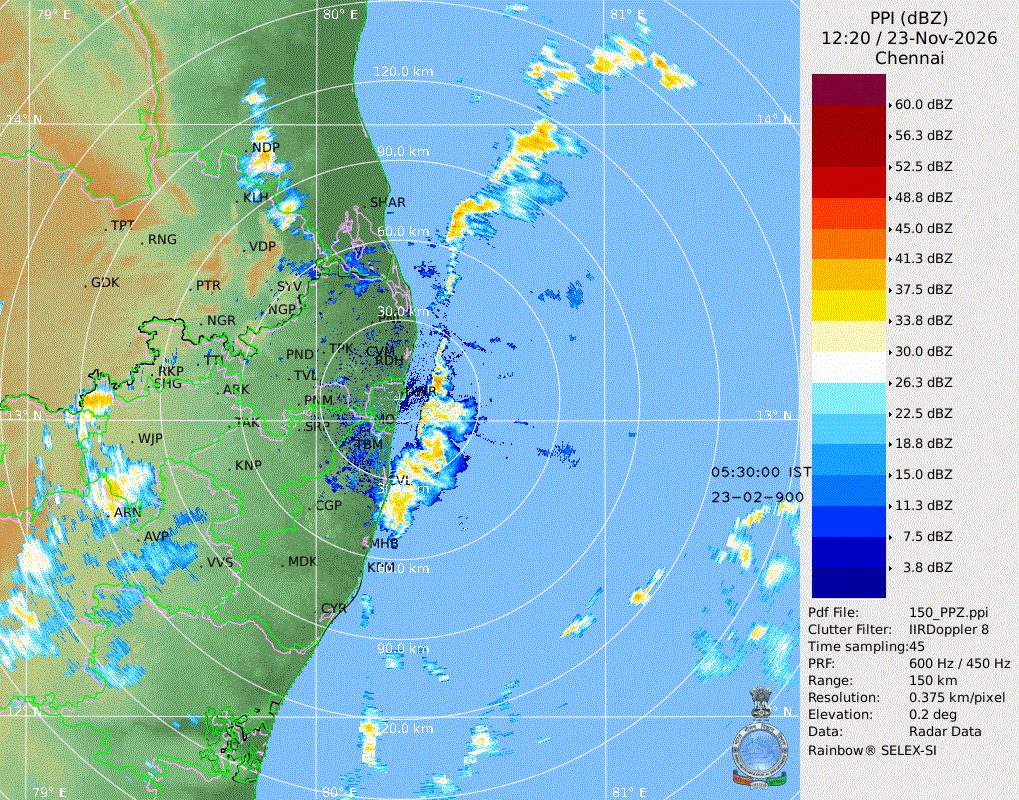 79° E
80° E
81° E
120.0 km
14° N
14° N
90.0 km
NDP
KLH
SHAR
TPT
RNG
60.0 km
VDP
GDK
PTR
SYV
NGP
30.0 km
NGR
PND
TPK
RDH
TTI
RKP
SHG
TVL
ARK
PNM
13° N
TAK
SRP
MO
13° N
WJP
TBM
KNP
05:30:00 IST
CVL
23-02-900
CGP
ARN
AVP
MHB
VVS
MDK
60.0 km
CYR
90.0 km
12° N
120.0 km
° N
79° E
80° E
81° E
PPI (dBZ)
12:20 / 23-Nov-2026
Chennai
60.0 dBZ
56.3 dBZ
52.5 dBZ
48.8 dBZ
45.0 dBZ
41.3 dBZ
37.5 dBZ
33.8 dBZ
30.0 dBZ
26.3 dBZ
22.5 dBZ
18.8 dBZ
15.0 dBZ
11.3 dBZ
7.5 dBZ
3.8 dBZ
Pdf File: 150_PPZ.ppi
Clutter Filter: IIRDoppler 8
Time sampling:45
PRF: 600 Hz / 450 Hz
Range: 150 km
Resolution: 0.375 km/pixel
Elevation: 0.2 deg
Data: Radar Data
Rainbow® SELEX-SI